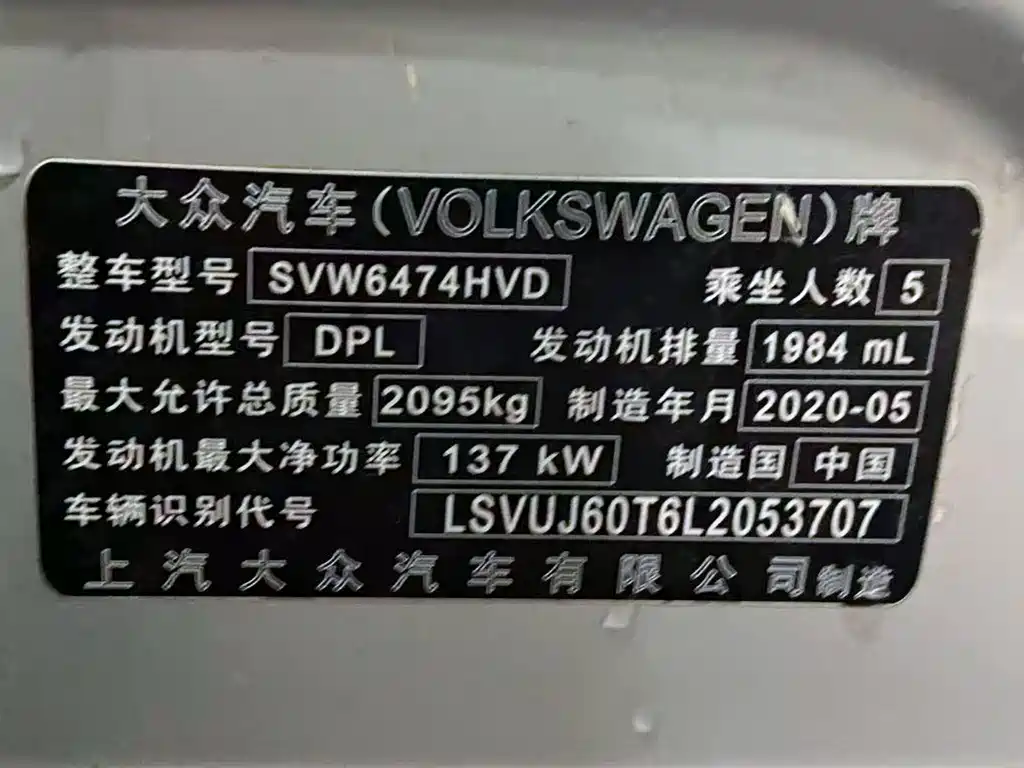 大众汽车(VOLKSWAGEN)牌
整车型号 SVW6474HVD 乘坐人数 5
发动机型号 DPL 发动机排量 1984 mL
最大允许总质量 2095kg 制造年月 2020-05
发动机最大净功率 137 kW 制造国 中国
车辆识别代号 LSVUJ60T6L2053707
上汽大众汽车有限公司制造